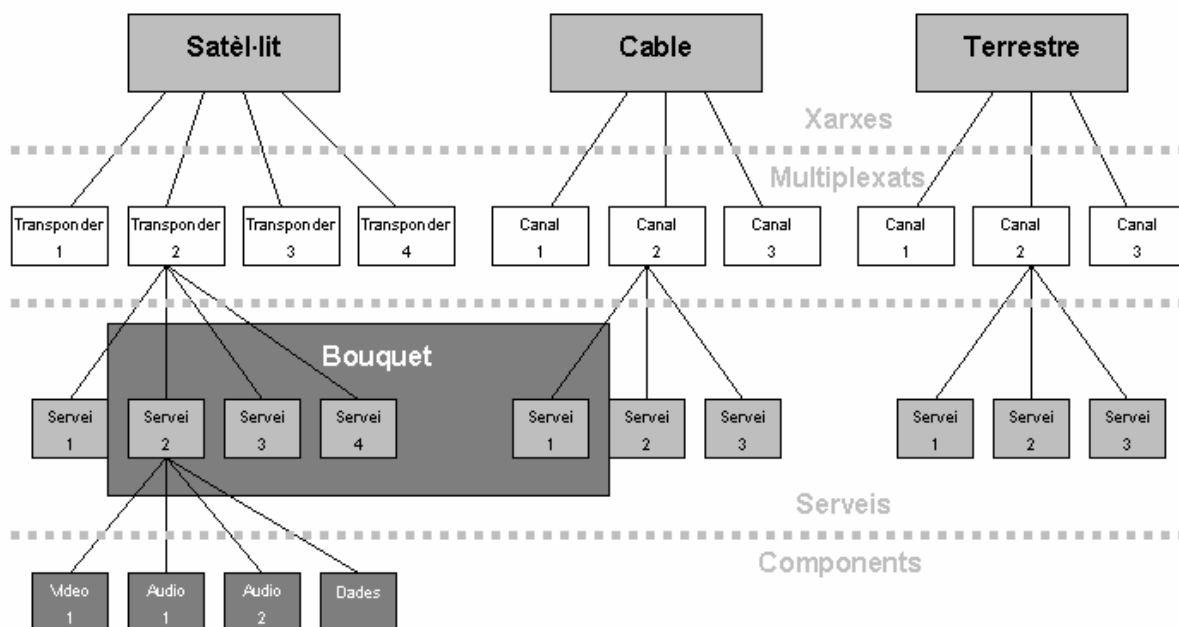 Satèl·lit
Cable
Terrestre
Xarxes
Multiplexats
Transponder
1
Transponder
2
Transponder
3
Transponder
4
Canal
1
Canal
2
Canal
3
Canal
1
Canal
2
Canal
3
Bouquet
Servei
1
Servei
2
Servei
3
Servei
4
Servei
1
Servei
2
Servei
3
Servei
1
Servei
2
Servei
3
Serveis
Components
Video
1
Audio
1
Audio
2
Dades